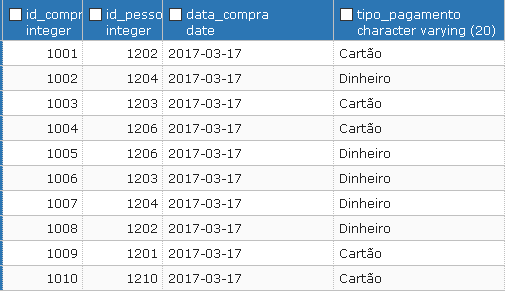 id_compr id_pesso data_compra tipo_pagamento
integer integer date character varying (20)
1001 1202 2017-03-17 Cartão
1002 1204 2017-03-17 Dinheiro
1003 1203 2017-03-17 Cartão
1004 1206 2017-03-17 Cartão
1005 1206 2017-03-17 Dinheiro
1006 1203 2017-03-17 Dinheiro
1007 1204 2017-03-17 Dinheiro
1008 1202 2017-03-17 Dinheiro
1009 1201 2017-03-17 Cartão
1010 1210 2017-03-17 Cartão